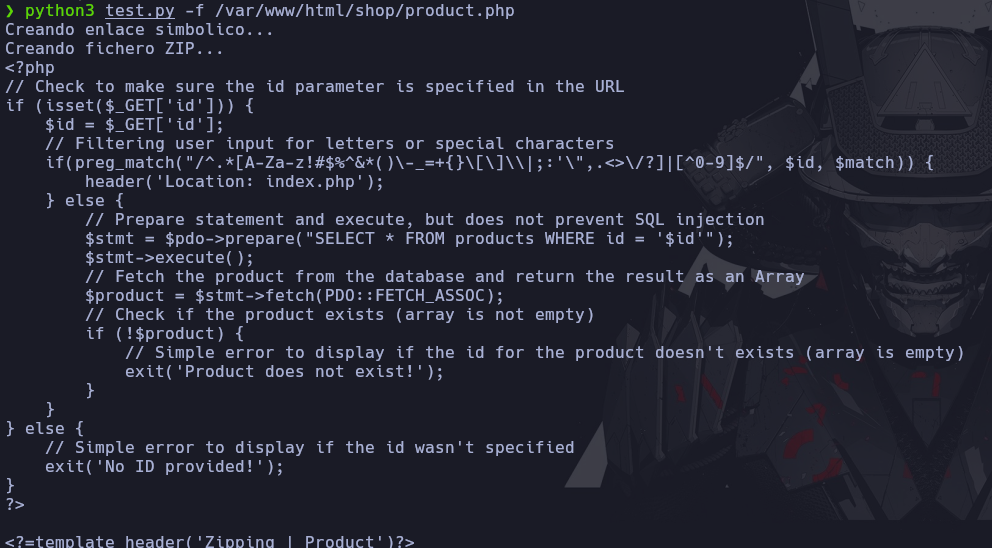 ❯ python3 test.py -f /var/www/html/shop/product.php
Creando enlace simbolico...
Creando fichero ZIP...
<?php
// Check to make sure the id parameter is specified in the URL
if (isset($_GET['id'])) {
    $id = $_GET['id'];
    // Filtering user input for letters or special characters
    if(preg_match("/^.*[A-Za-z!#$%^&*()\-_=+{}\[\]\\|;:'\",.<>\/?]|[^0-9]$/", $id, $match)) {
        header('Location: index.php');
    } else {
        // Prepare statement and execute, but does not prevent SQL injection
        $stmt = $pdo->prepare("SELECT * FROM products WHERE id = '$id'");
        $stmt->execute();
        // Fetch the product from the database and return the result as an Array
        $product = $stmt->fetch(PDO::FETCH_ASSOC);
        // Check if the product exists (array is not empty)
        if (!$product) {
            // Simple error to display if the id for the product doesn't exists (array is empty)
            exit('Product does not exist!');
        }
    }
} else {
    // Simple error to display if the id wasn't specified
    exit('No ID provided!');
}
?>

<?=template_header('Zipping | Product')?>